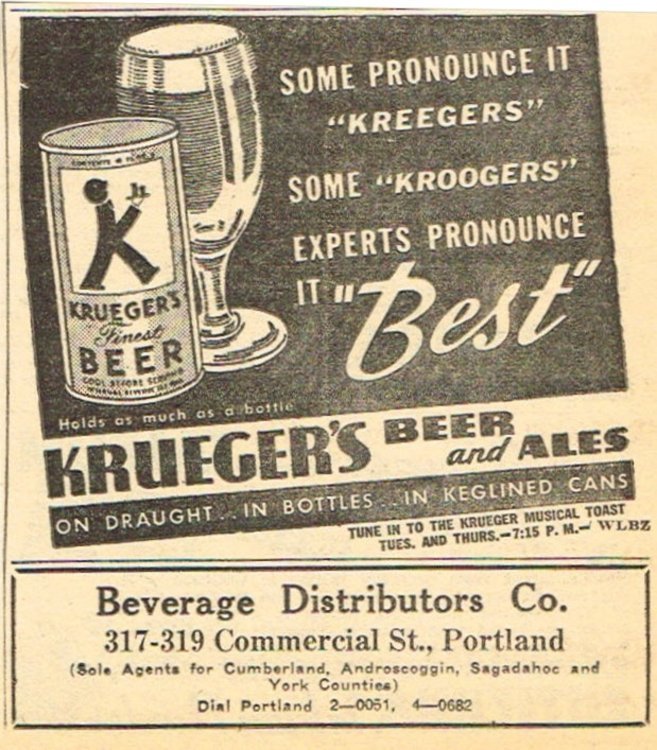 SOME PRONOUNCE IT
"KREEGERS"
SOME "KROOGERS"
EXPERTS PRONOUNCE
IT "Best"
K
KRUEGER'S
Finest
BEER
COOL BEFORE SERVING
Holds as much as a bottle
KRUEGER'S BEER
and ALES
ON DRAUGHT.. IN BOTTLES.. IN KEGLINED CANS
TUNE IN TO THE KRUEGER MUSICAL TOAST
TUES. AND THURS.—7:15 P. M.— WLBZ
Beverage Distributors Co.
317-319 Commercial St., Portland
(Sole Agents for Cumberland, Androscoggin, Sagadahoc and
York Counties)
Dial Portland 2—0051, 4—0682